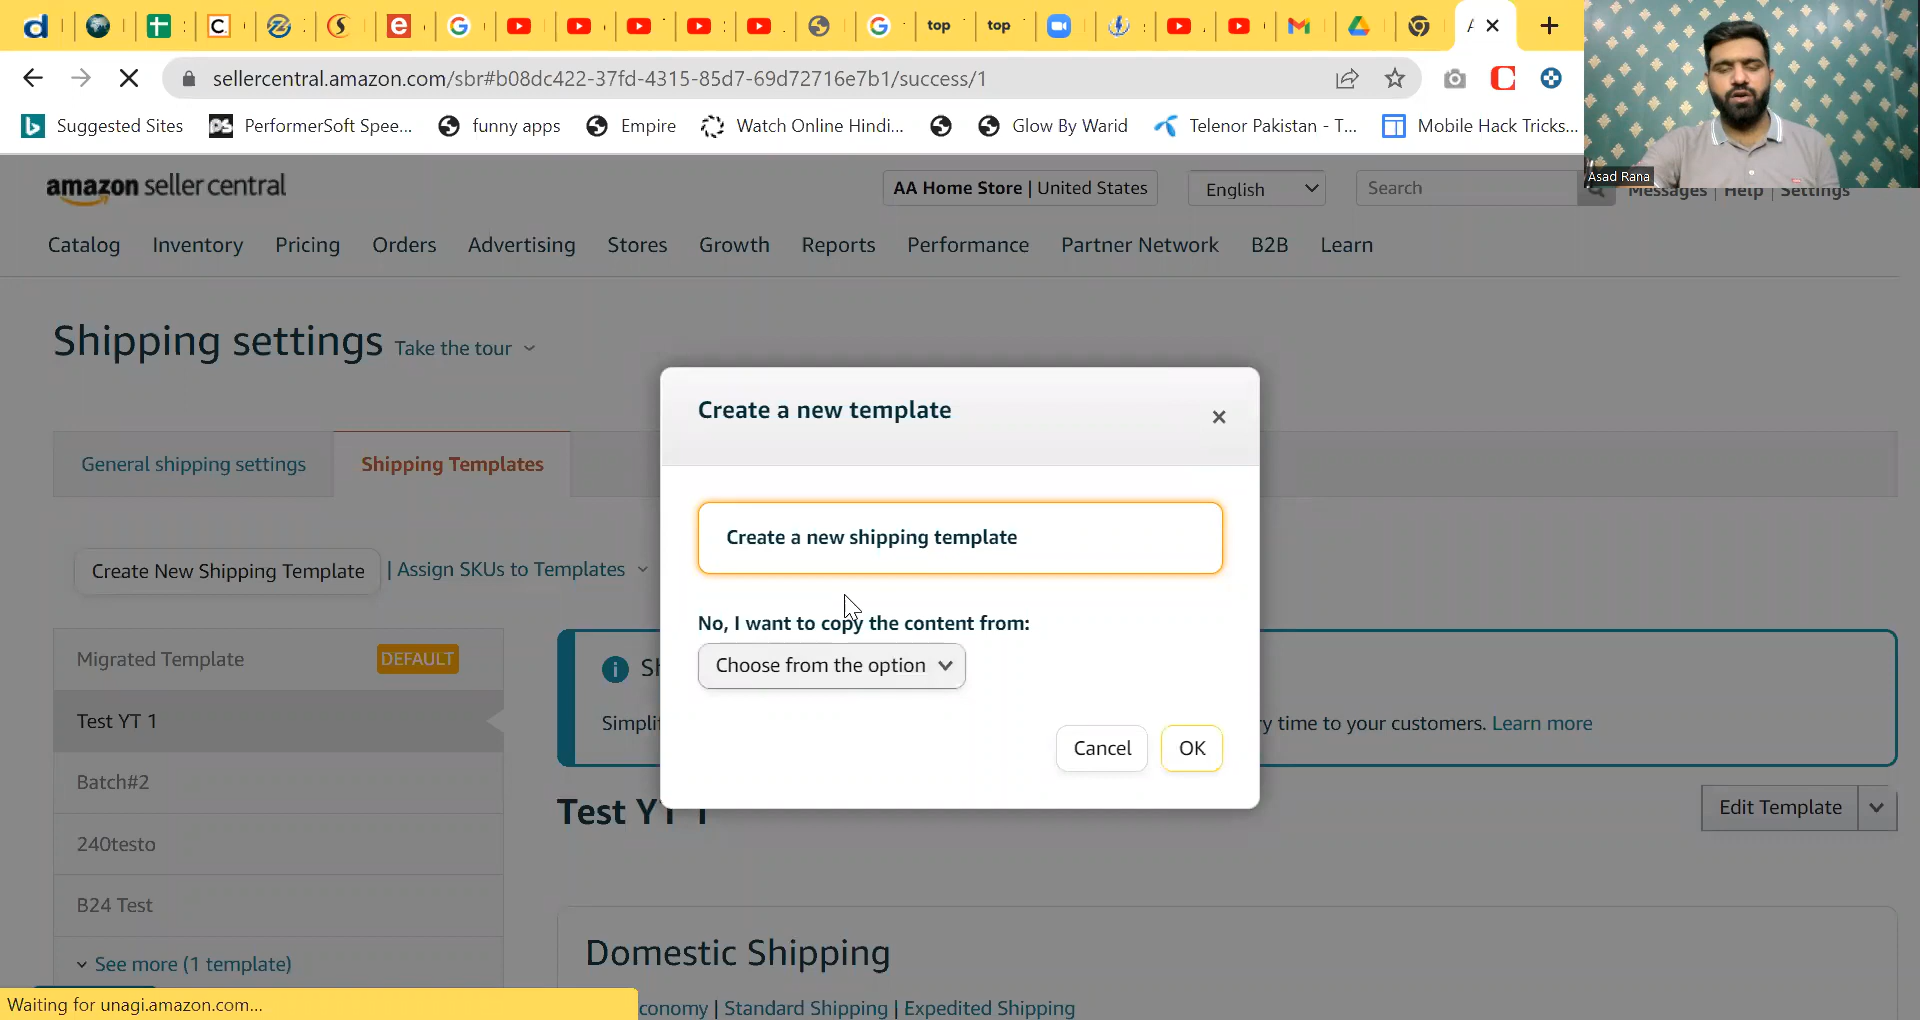 top
top
sellercentral.amazon.com/sbr#b08dc422-37fd-4315-85d7-69d72716e7b1/success/1
Suggested Sites
PerformerSoft Spee...
funny apps
Empire
Watch Online Hindi...
Glow By Warid
Telenor Pakistan - T...
Mobile Hack Tricks...
Asad Rana
amazon seller central
AA Home Store | United States
English
Search
Messages | Help | Settings
Catalog
Inventory
Pricing
Orders
Advertising
Stores
Growth
Reports
Performance
Partner Network
B2B
Learn
Shipping settings
Take the tour
Create a new template
General shipping settings
Shipping Templates
Create a new shipping template
Create New Shipping Template
| Assign SKUs to Templates
No, I want to copy the content from:
Migrated Template
DEFAULT
Choose from the option
Test YT 1
y time to your customers. Learn more
Cancel
OK
Batch#2
Test YT 1
Edit Template
240testo
B24 Test
See more (1 template)
Domestic Shipping
conomy | Standard Shipping | Expedited Shipping
Waiting for unagi.amazon.com...